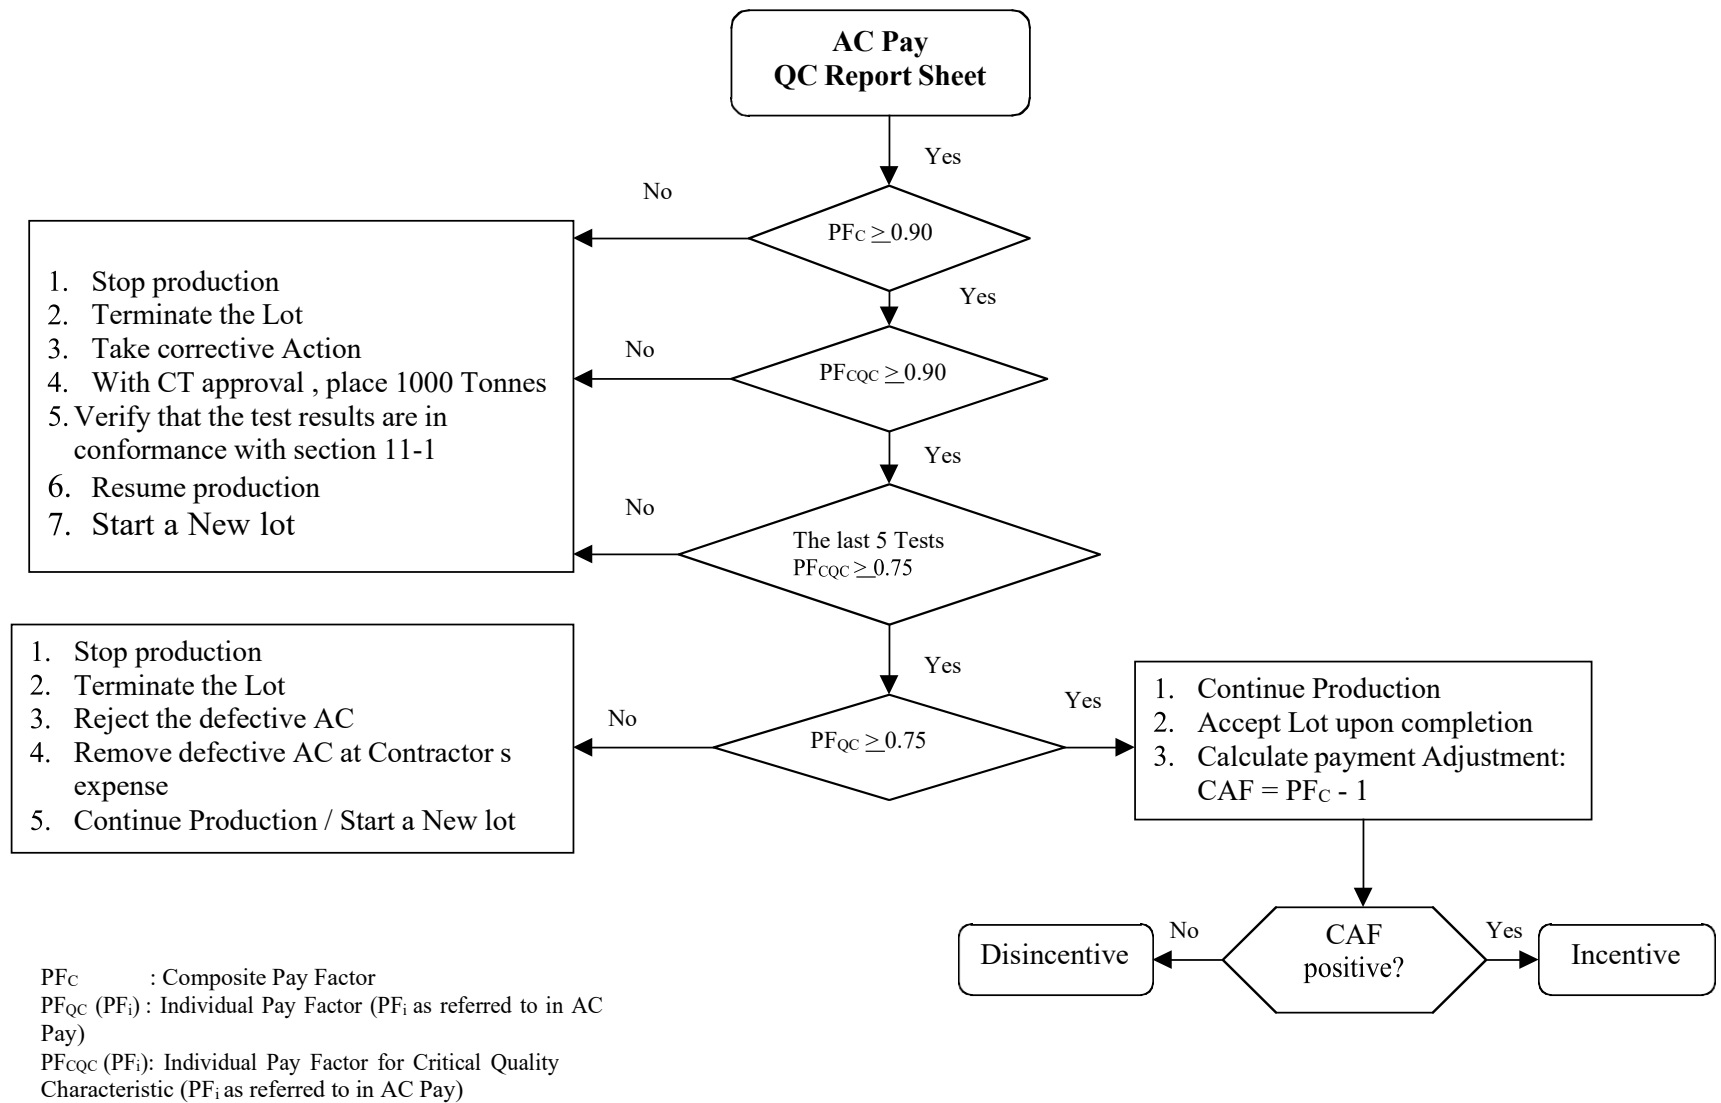 AC Pay
QC Report Sheet
Yes
No
PFC ≥ 0.90
Yes
1. Stop production
2. Terminate the Lot
3. Take corrective Action
4. With CT approval , place 1000 Tonnes
5. Verify that the test results are in
conformance with section 11-1
6. Resume production
7. Start a New lot
No
PFCQC ≥ 0.90
Yes
No
The last 5 Tests
PFCQC ≥ 0.75
Yes
1. Stop production
2. Terminate the Lot
3. Reject the defective AC
4. Remove defective AC at Contractor s
expense
5. Continue Production / Start a New lot
No
PFQC ≥ 0.75
Yes
1. Continue Production
2. Accept Lot upon completion
3. Calculate payment Adjustment:
CAF = PFC - 1
Disincentive
No
CAF
positive?
Yes
Incentive
PFC : Composite Pay Factor
PFQC (PFi) : Individual Pay Factor (PFi as referred to in AC
Pay)
PFCQC (PFi): Individual Pay Factor for Critical Quality
Characteristic (PFi as referred to in AC Pay)